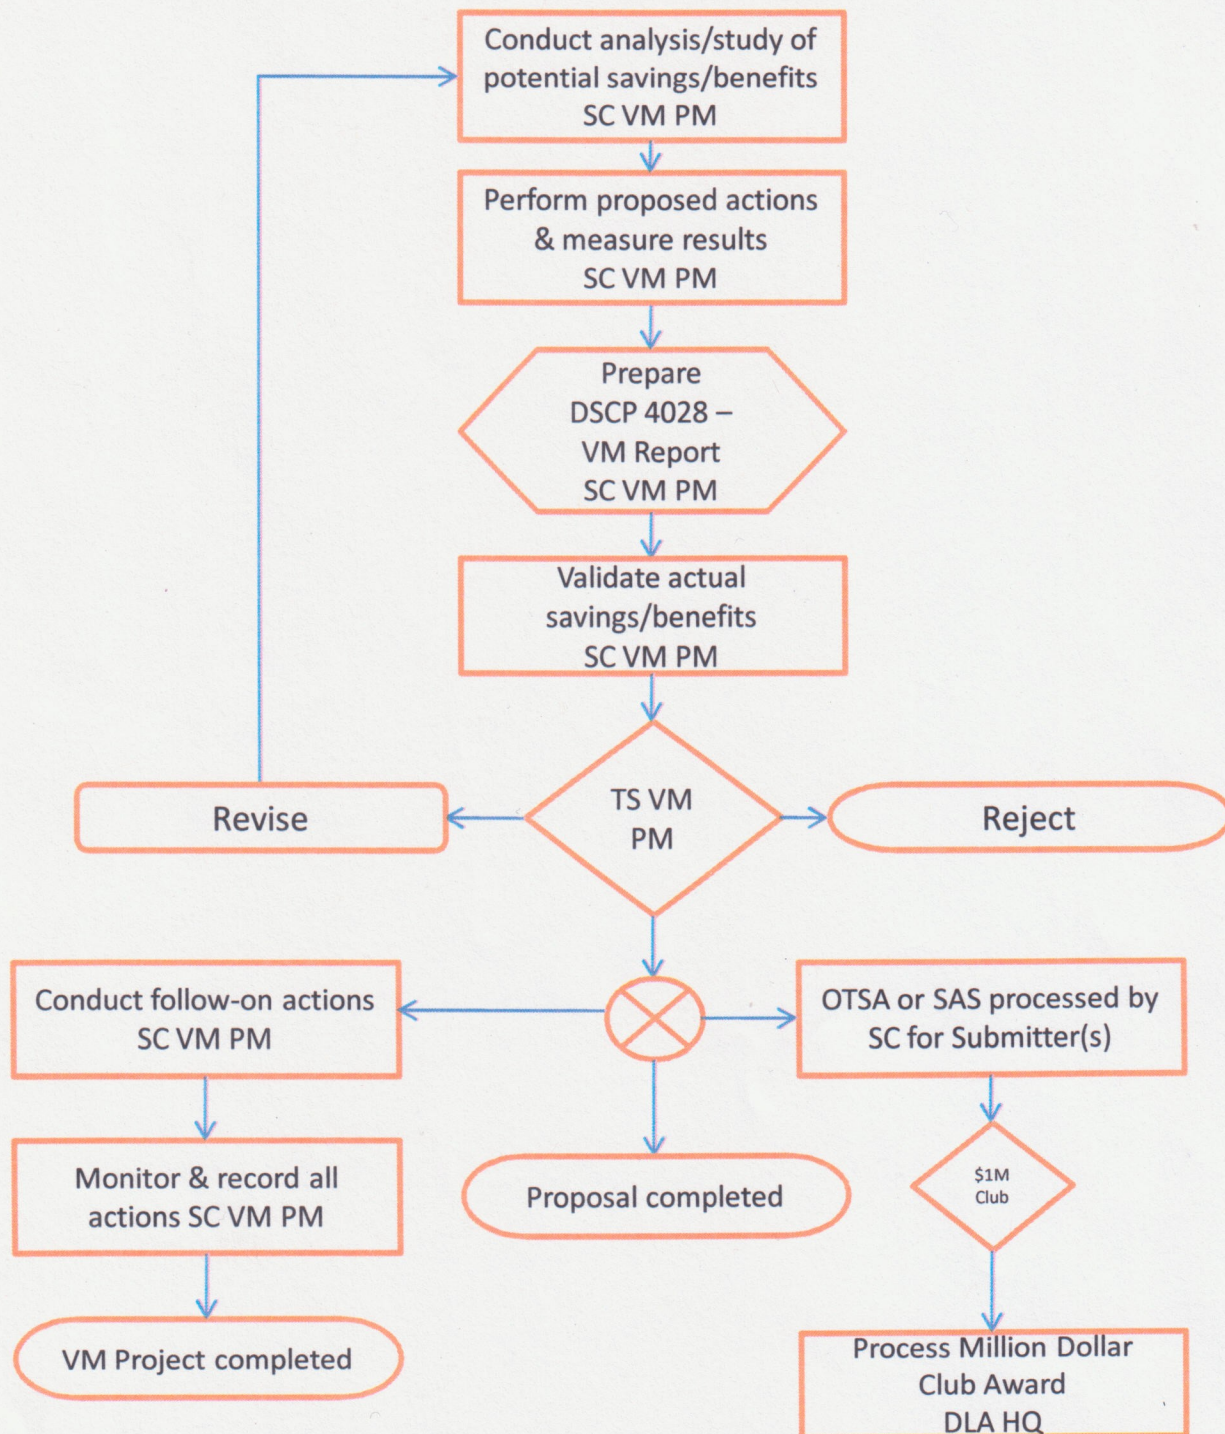 Conduct analysis/study of
potential savings/benefits
SC VM PM
Perform proposed actions
& measure results
SC VM PM
Prepare
DSCP 4028 –
VM Report
SC VM PM
Validate actual
savings/benefits
SC VM PM
Revise
TS VM
PM
Reject
Conduct follow-on actions
SC VM PM
OTSA or SAS processed by
SC for Submitter(s)
Monitor & record all
actions SC VM PM
Proposal completed
$1M
Club
VM Project completed
Process Million Dollar
Club Award
DLA HQ